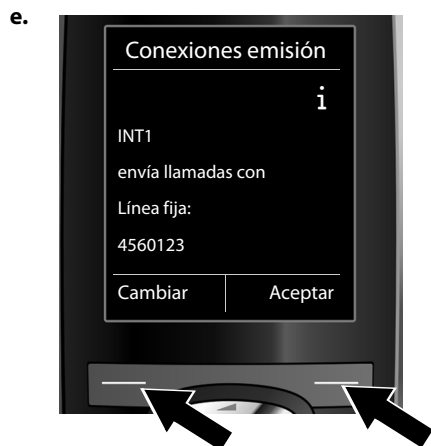 e.
Conexiones emisión
i
INT1
envía llamadas con
Línea fija:
4560123
Cambiar Aceptar